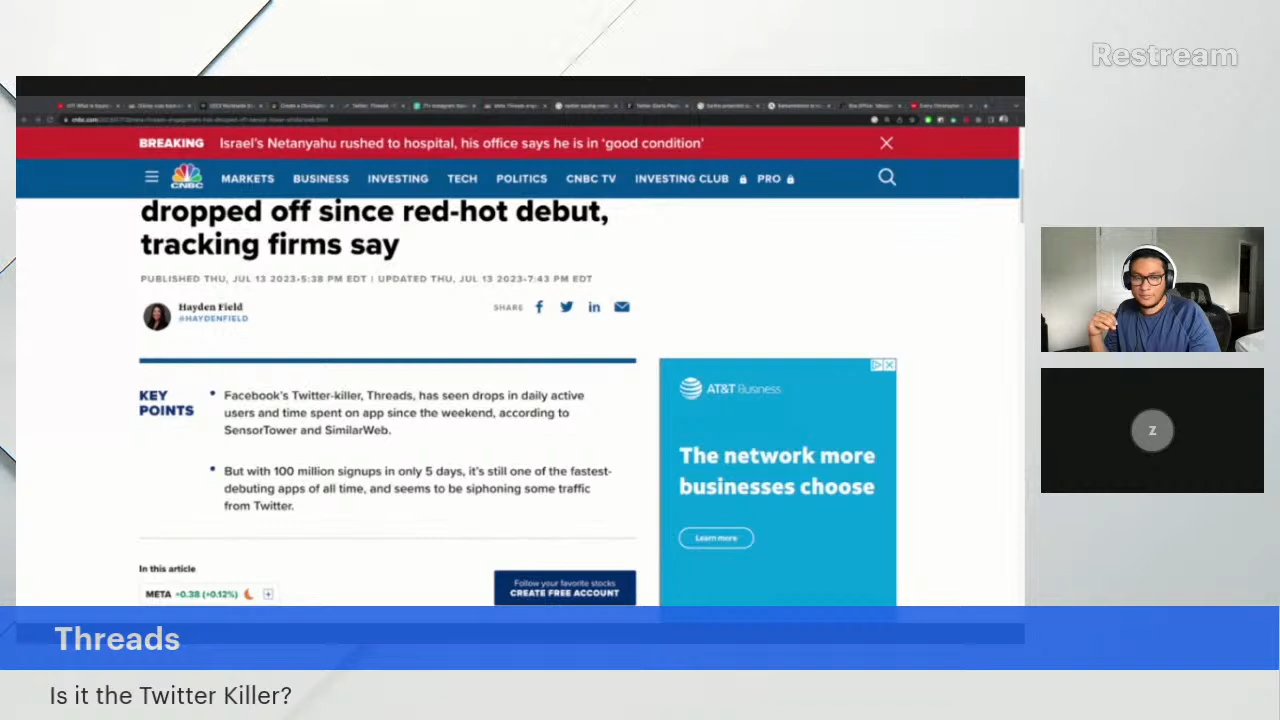 Restream
BREAKING Israel's Netanyahu rushed to hospital, his office says he is in 'good condition'
CNBC
MARKETS BUSINESS INVESTING TECH POLITICS CNBC TV INVESTING CLUB PRO
dropped off since red-hot debut,
tracking firms say
PUBLISHED THU, JUL 13 2023•5:38 PM EDT | UPDATED THU, JUL 13 2023•7:43 PM EDT
Hayden Field
@HAYDENFIELD
SHARE
KEY
POINTS
Facebook's Twitter-killer, Threads, has seen drops in daily active
users and time spent on app since the weekend, according to
SensorTower and SimilarWeb.
But with 100 million signups in only 5 days, it's still one of the fastest-
debuting apps of all time, and seems to be siphoning some traffic
from Twitter.
In this article
META +0.38 (+0.12%)
Follow your favorite stocks
CREATE FREE ACCOUNT
AT&T Business
The network more
businesses choose
Learn more
Z
Threads
Is it the Twitter Killer?